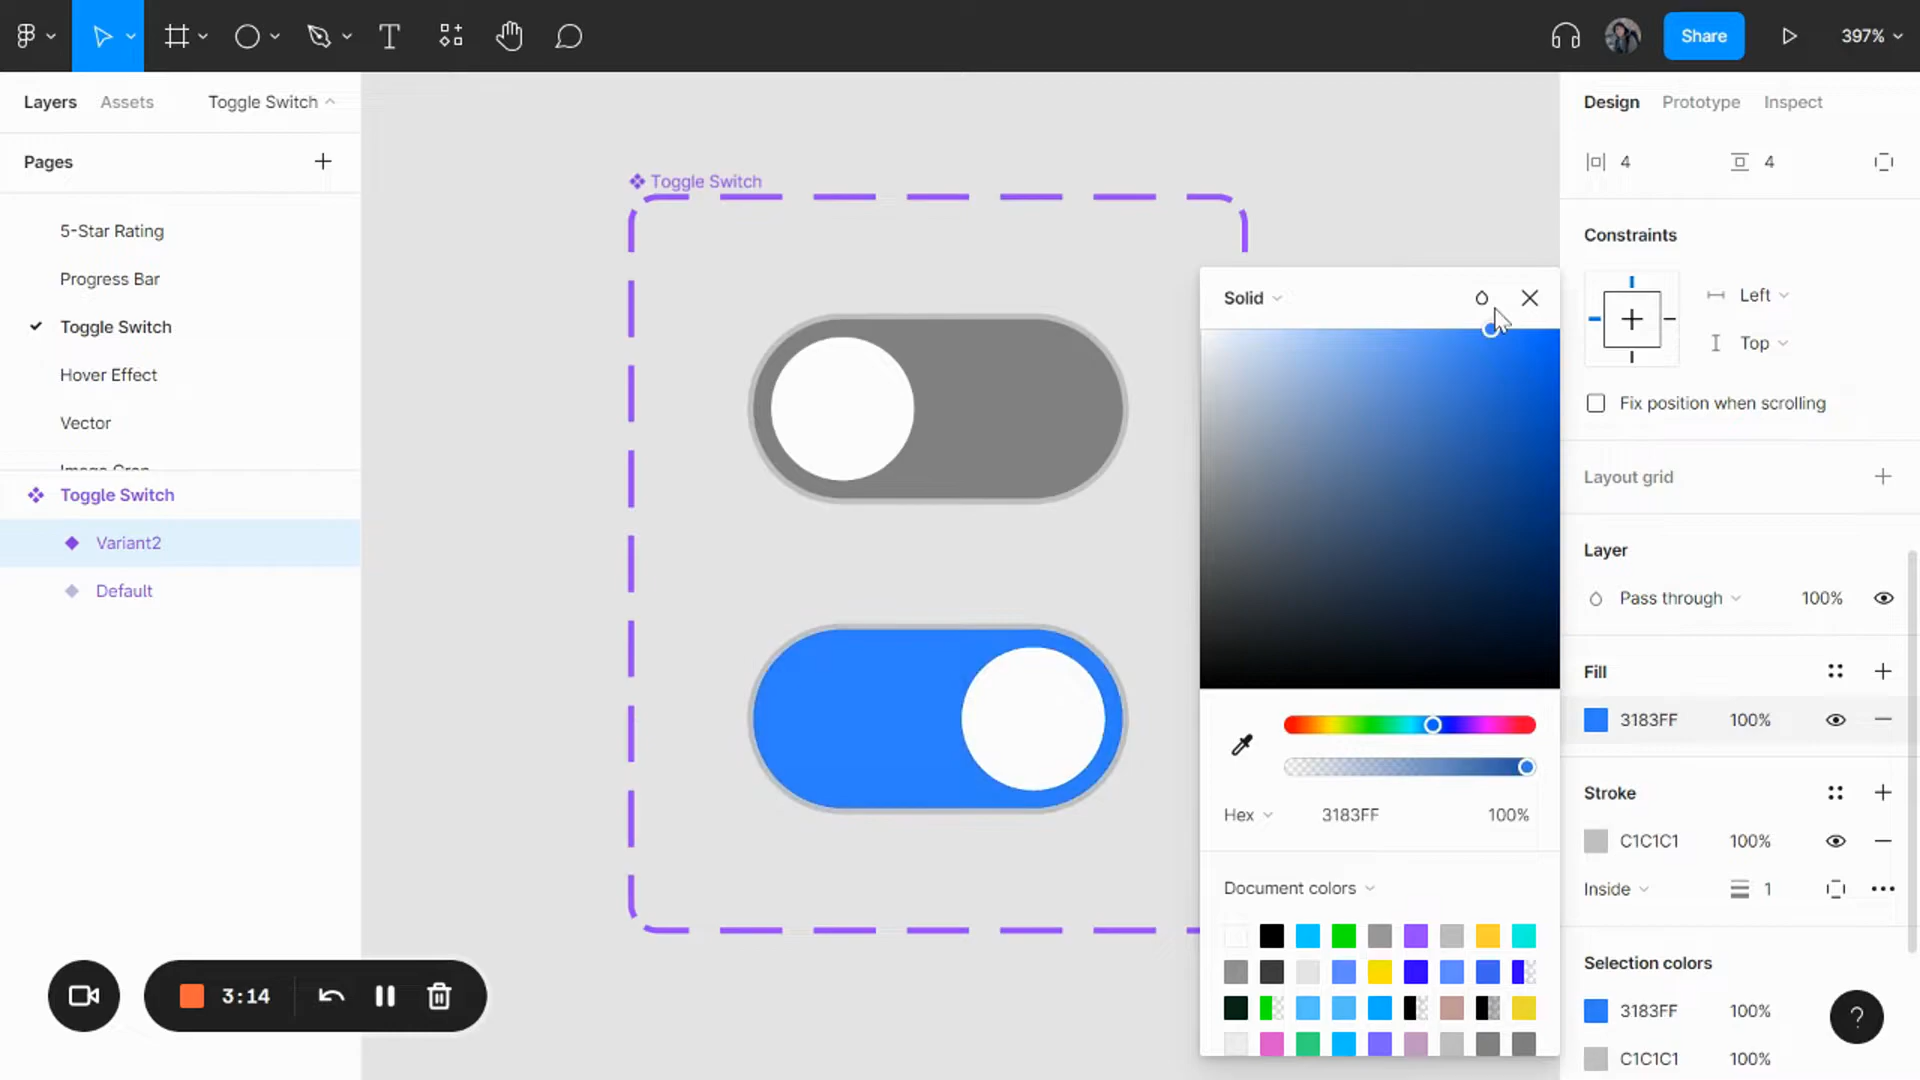 Share
397%
Layers
Assets
Toggle Switch
Pages
5-Star Rating
Progress Bar
Toggle Switch
Hover Effect
Vector
Image Crop
Toggle Switch
Variant2
Default
Toggle Switch
3:14
Solid
Hex
3183FF
100%
Document colors
Design
Prototype
Inspect
4
4
Constraints
Left
Top
Fix position when scrolling
Layout grid
Layer
Pass through
100%
Fill
3183FF
100%
Stroke
C1C1C1
100%
Inside
1
Selection colors
3183FF
100%
C1C1C1
100%
?